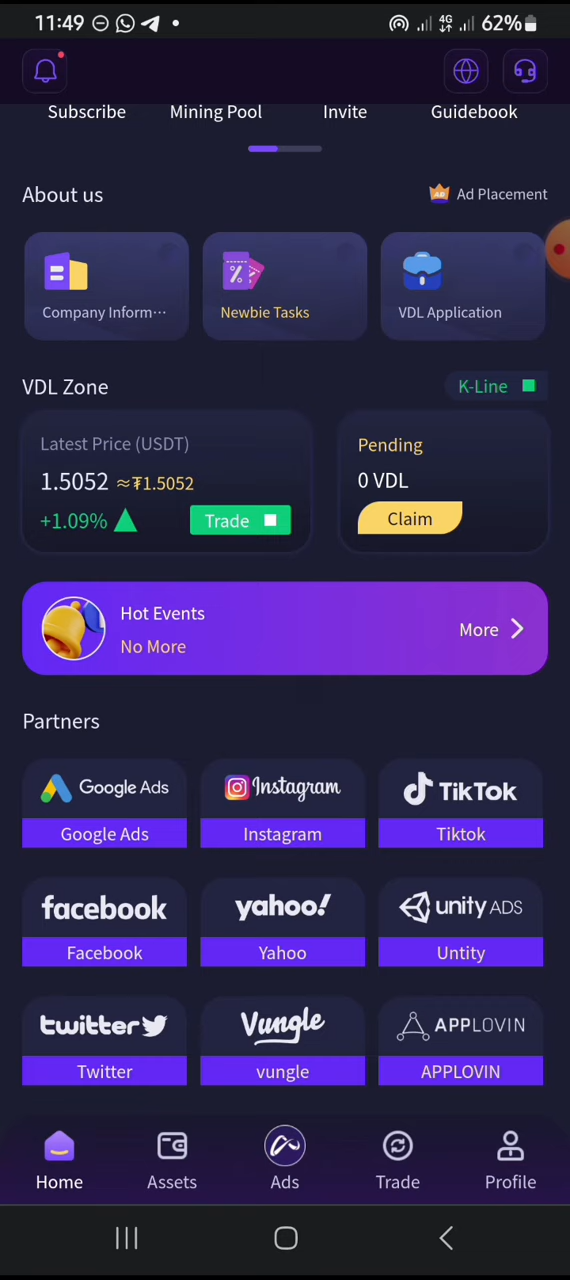 11:49 4G 62%
Subscribe Mining Pool Invite Guidebook
About us AD Ad Placement
Company Inform··· Newbie Tasks VDL Application
VDL Zone K-Line
Latest Price (USDT) Pending
1.5052 ≈₮1.5052 0 VDL
+1.09% Trade Claim
Hot Events
No More More
Partners
Google Ads Instagram TikTok
Google Ads Instagram Tiktok
facebook yahoo! unity ADS
Facebook Yahoo Untity
twitter Vungle APPLOVIN
Twitter vungle APPLOVIN
Home Assets Ads Trade Profile